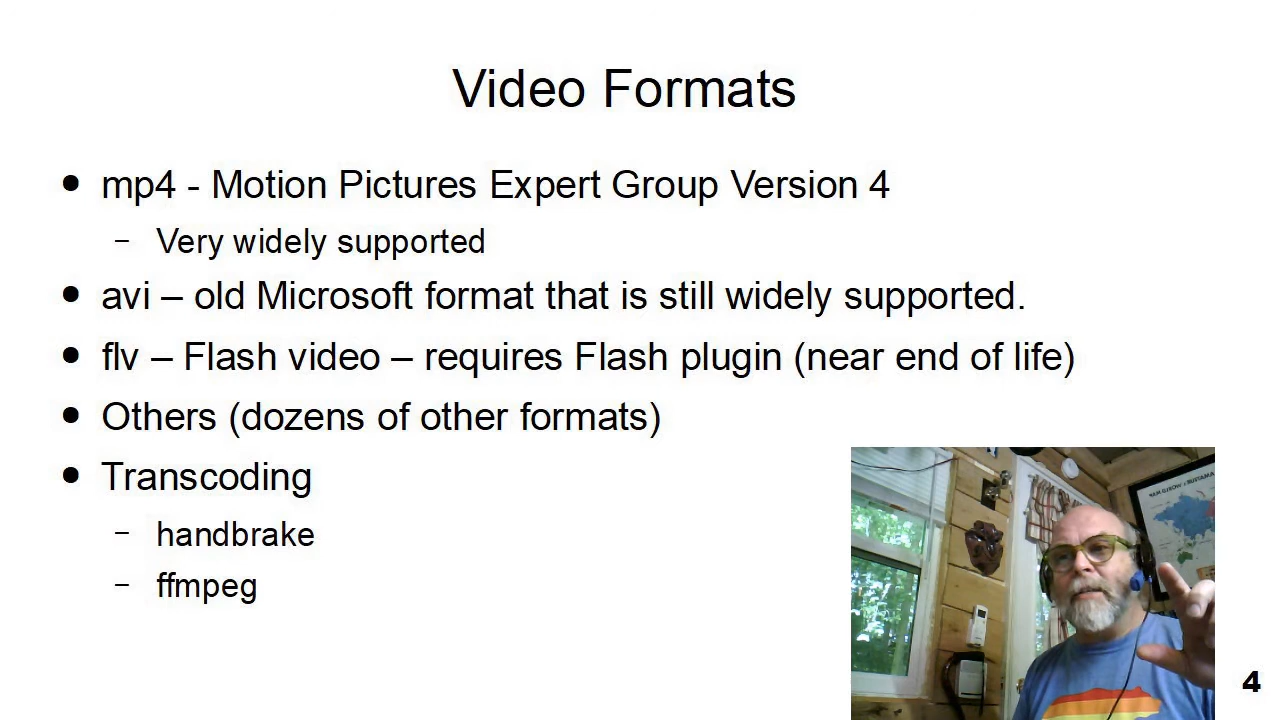 Video Formats
● mp4 - Motion Pictures Expert Group Version 4
– Very widely supported
● avi – old Microsoft format that is still widely supported.
● flv – Flash video – requires Flash plugin (near end of life)
● Others (dozens of other formats)
● Transcoding
– handbrake
– ffmpeg
4